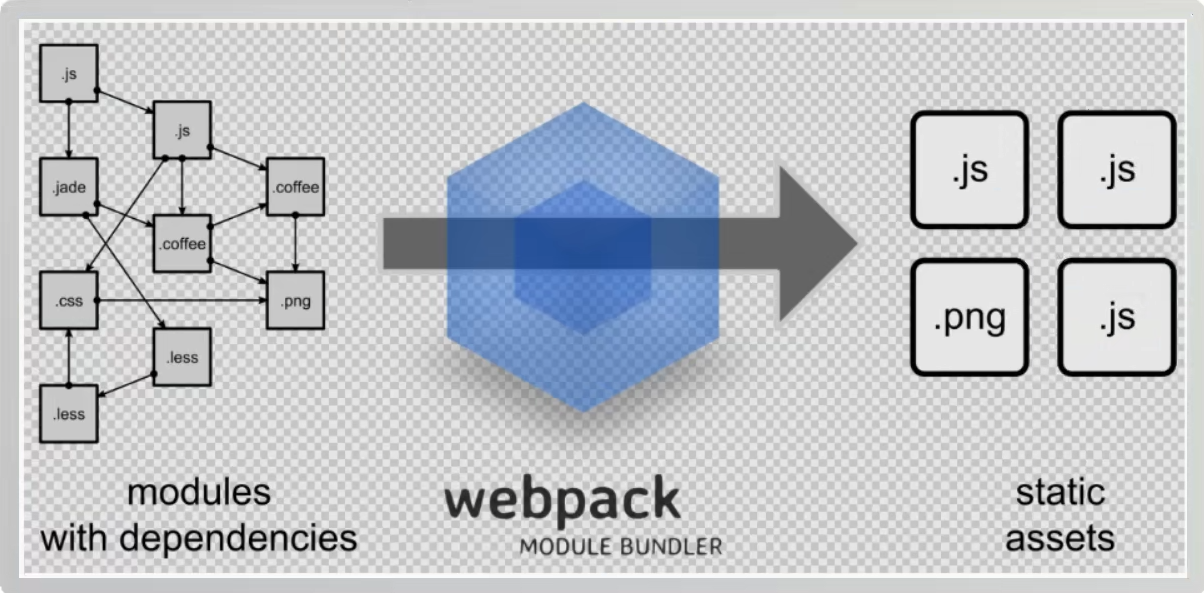 .js
.js
.jade
.coffee
.coffee
.css
.png
.less
.less
modules
with dependencies
webpack
MODULE BUNDLER
.js
.js
.png
.js
static
assets